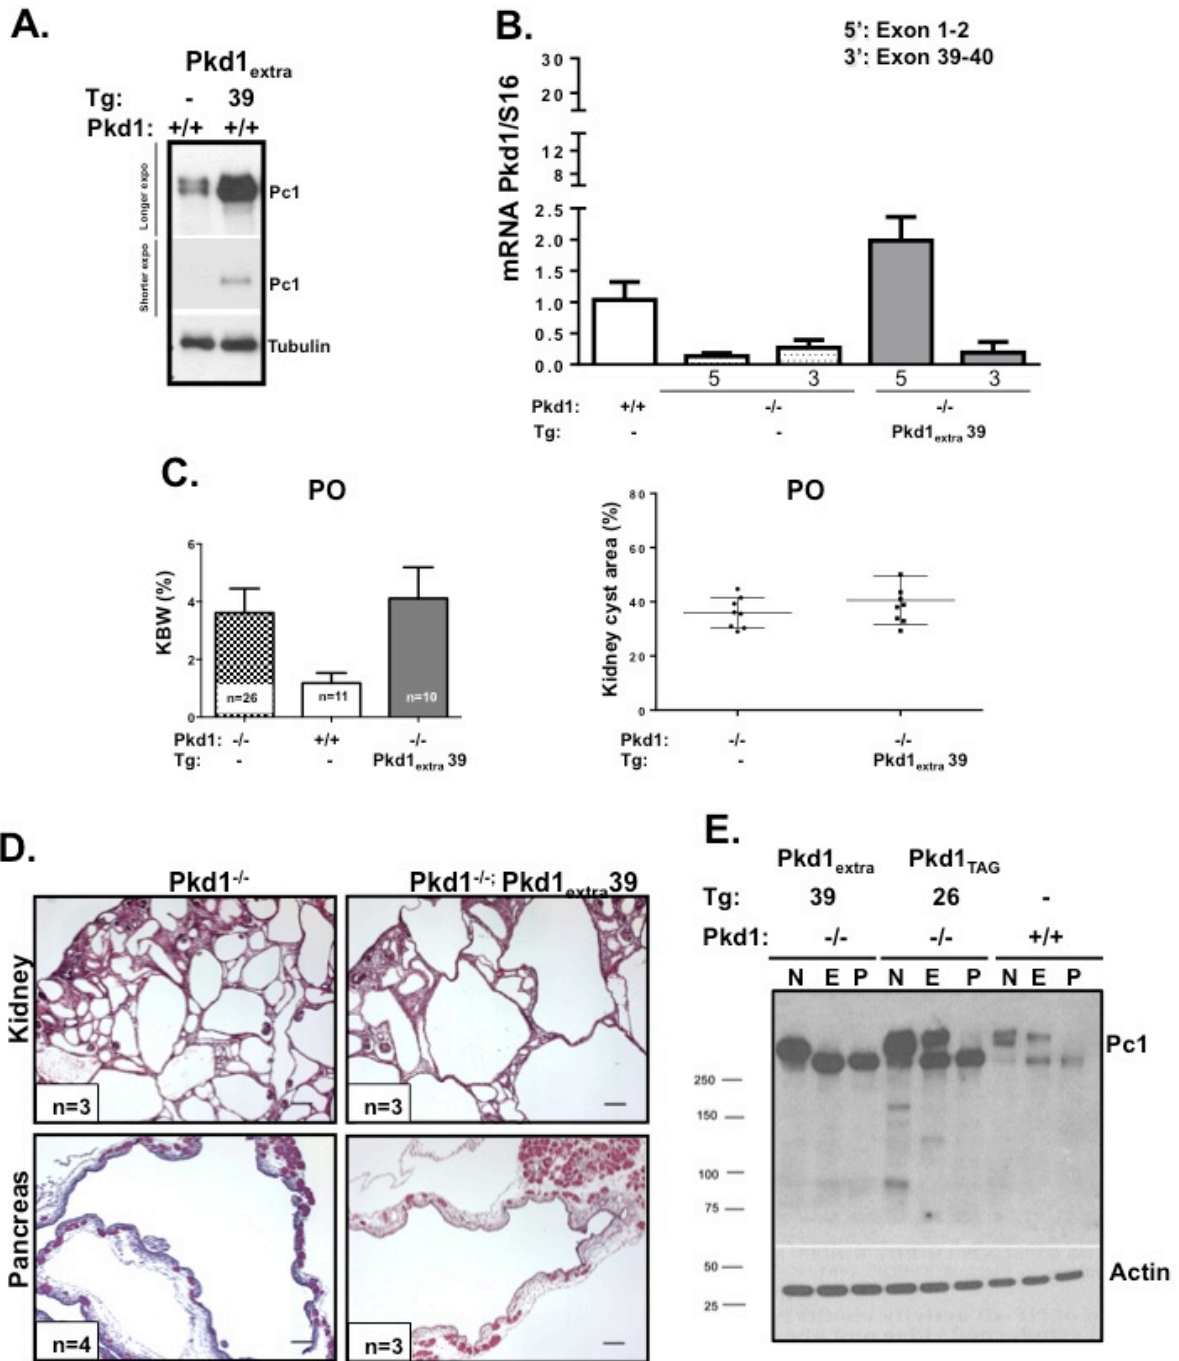 A.
Pkd1extra
Tg: - 39
Pkd1: +/+ +/+
Longer expo
Pc1
Shorter expo
Pc1
Tubulin
B.
5’: Exon 1-2
3’: Exon 39-40
mRNA Pkd1/S16
30
20
12
8
2.5
2.0
1.5
1.0
0.5
0.0
5 3 5 3
Pkd1: +/+ -/- -/-
Tg: - - Pkd1extra 39
C.
PO
KBW (%)
6
4
2
0
n=26 n=11 n=10
Pkd1: -/- +/+ -/-
Tg: - - Pkd1extra 39
PO
Kidney cyst area (%)
80
60
40
20
0
Pkd1: -/- -/-
Tg: - Pkd1extra 39
D.
Pkd1-/- Pkd1-/-; Pkd1extra39
Kidney
n=3 n=3
Pancreas
n=4 n=3
E.
Pkd1extra Pkd1TAG
Tg: 39 26 -
Pkd1: -/- -/- +/+
N E P N E P N E P
Pc1
250
150
100
75
50
25
Actin